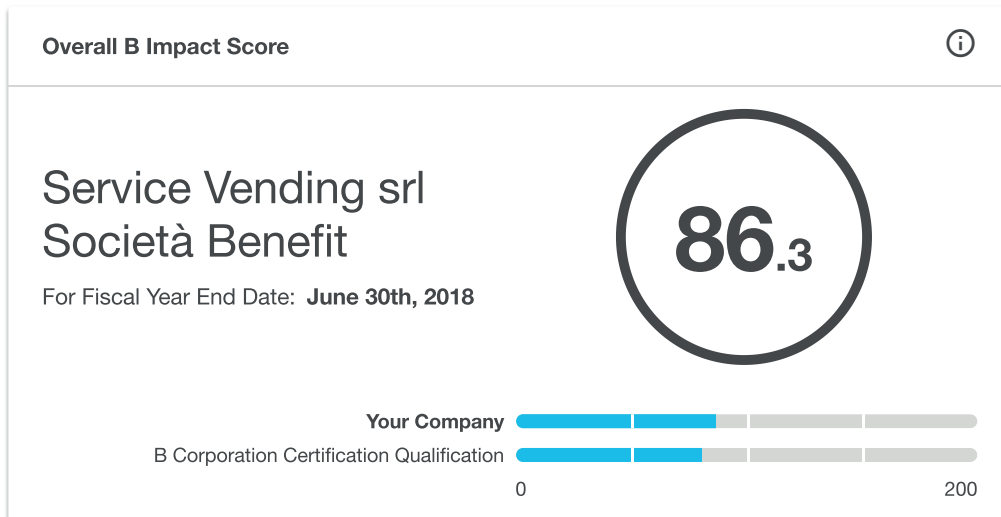 Overall B Impact Score
Service Vending srl
Società Benefit
86.3
For Fiscal Year End Date: June 30th, 2018
Your Company
B Corporation Certification Qualification
0 200